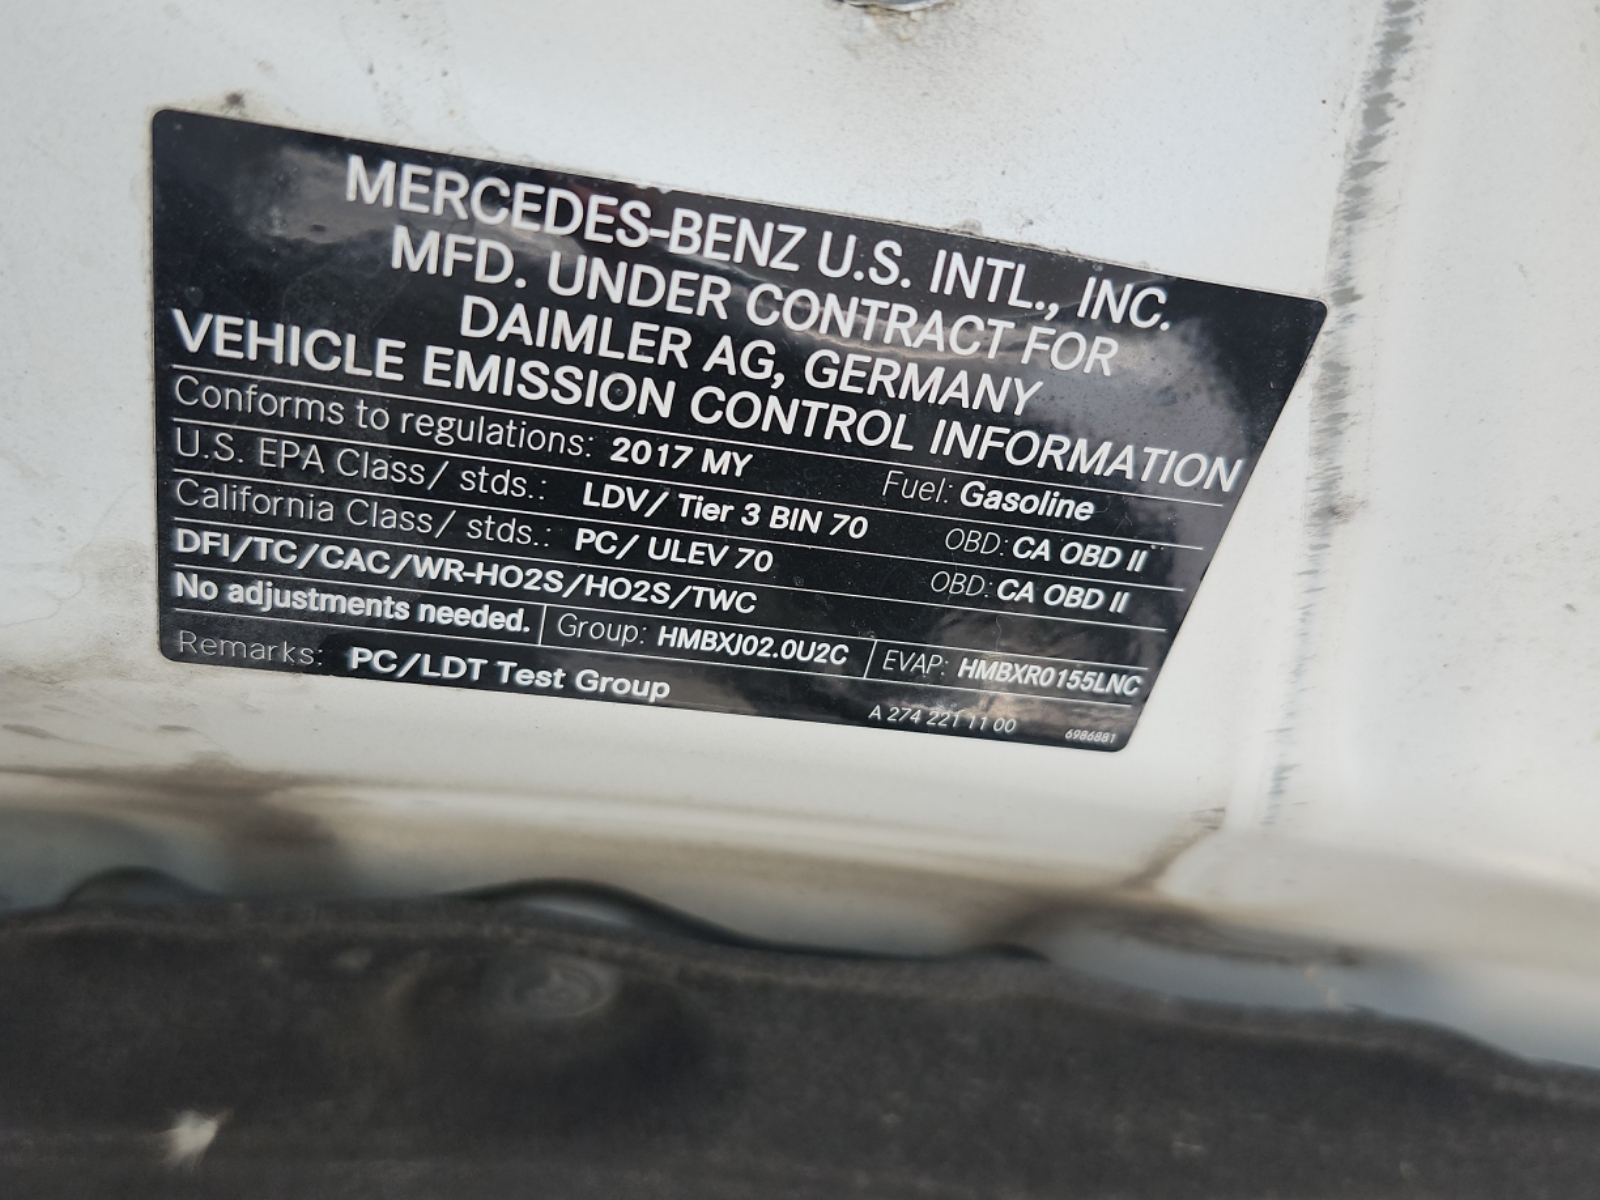 MERCEDES-BENZ U.S. INTL., INC.
MFD. UNDER CONTRACT FOR
DAIMLER AG, GERMANY
VEHICLE EMISSION CONTROL INFORMATION
Conforms to regulations: 2017 MY Fuel: Gasoline
U.S. EPA Class/ stds.: LDV/ Tier 3 BIN 70 OBD: CA OBD II
California Class/ stds.: PC/ ULEV 70 OBD: CA OBD II
DFI/TC/CAC/WR-HO2S/HO2S/TWC
No adjustments needed. Group: HMBXJ02.0U2C EVAP: HMBXR0155LNC
Remarks: PC/LDT Test Group
A 274 221 11 00 6986881